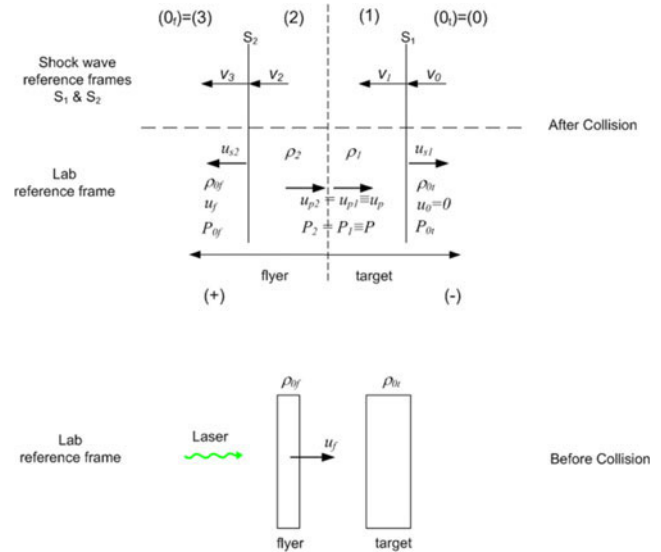 (0f)=(3) (2) (1) (0t)=(0)
S2 S1
Shock wave
reference frames
S1 & S2
v3 v2 v1 v0
After Collision
us2 ρ2 ρ1 us1
Lab
reference frame
ρ0f ρ0t
uf up2 = up1≡up u0=0
P0f P2 = P1≡P P0t
flyer target
(+) (-)
ρ0f ρ0t
Lab
reference frame
Laser
uf
Before Collision
flyer target